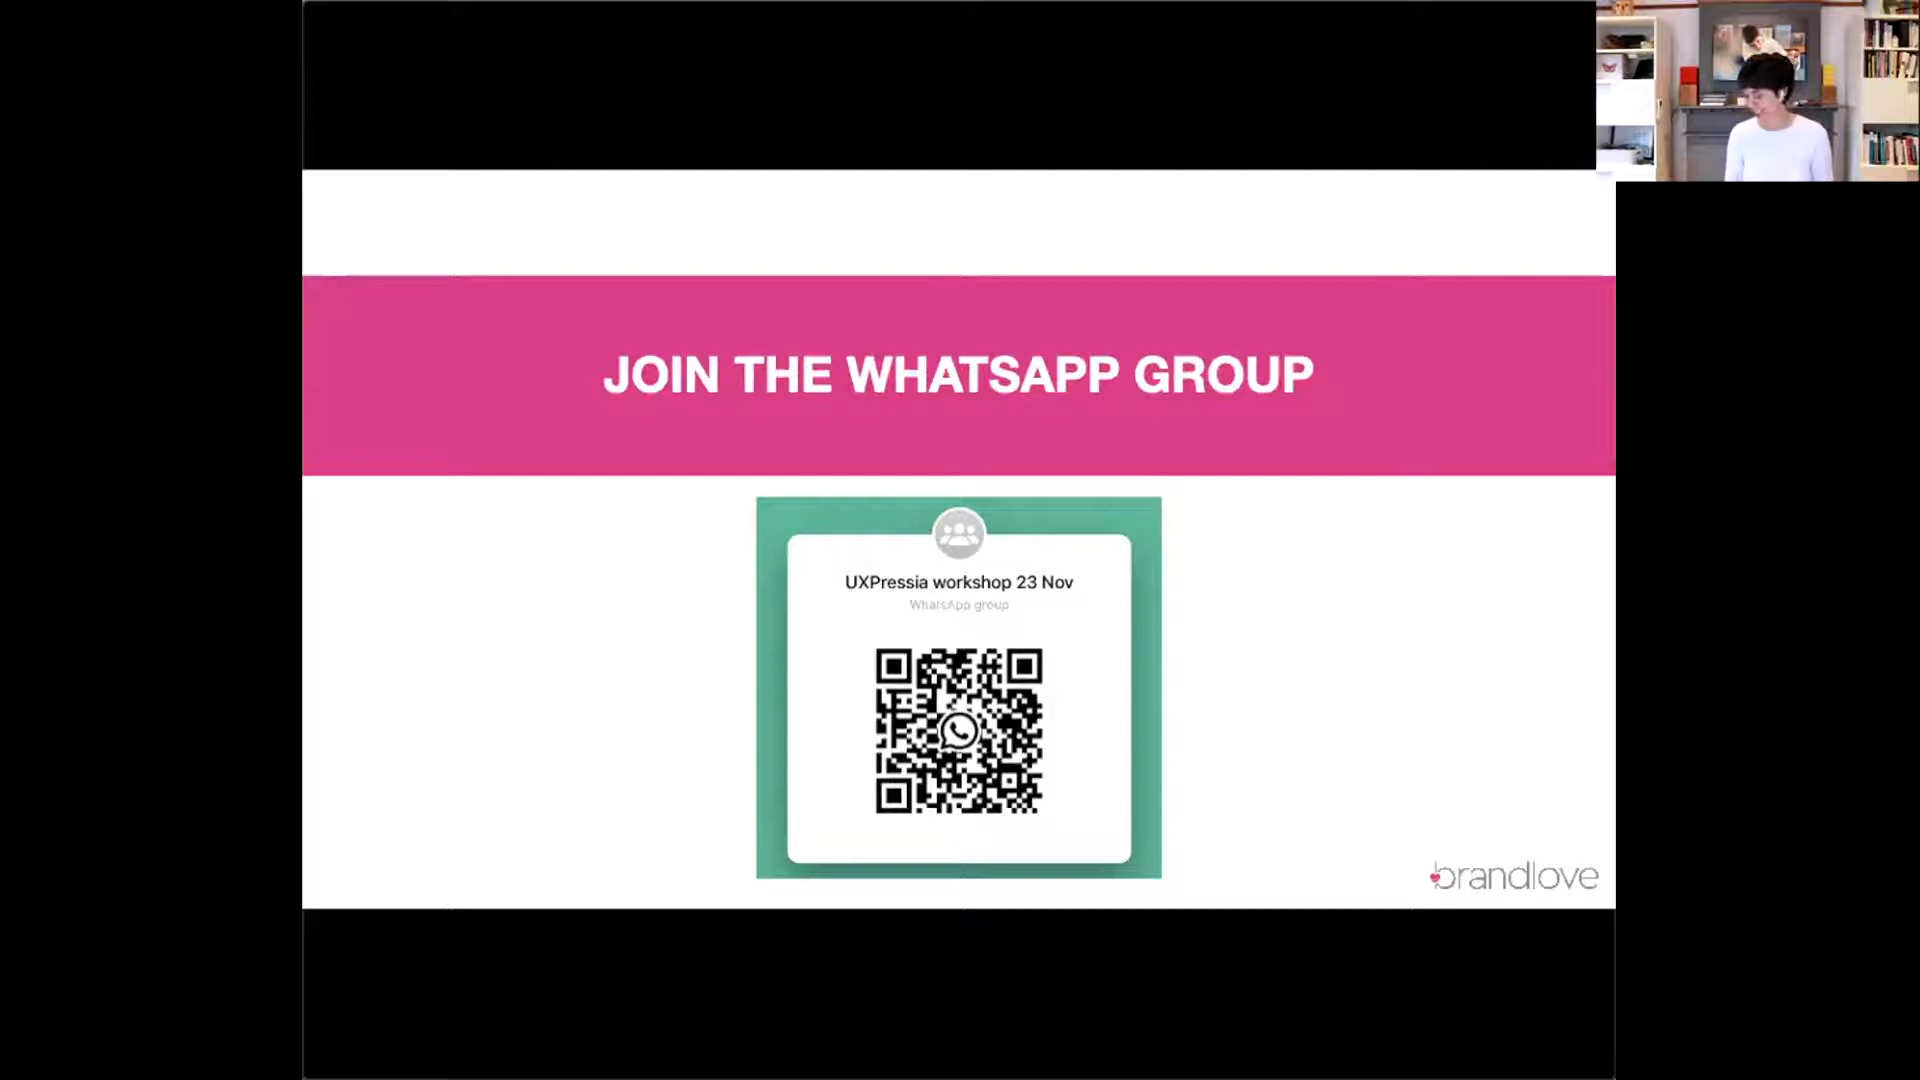 JOIN THE WHATSAPP GROUP
UXPressia workshop 23 Nov
WhatsApp group
brandlove